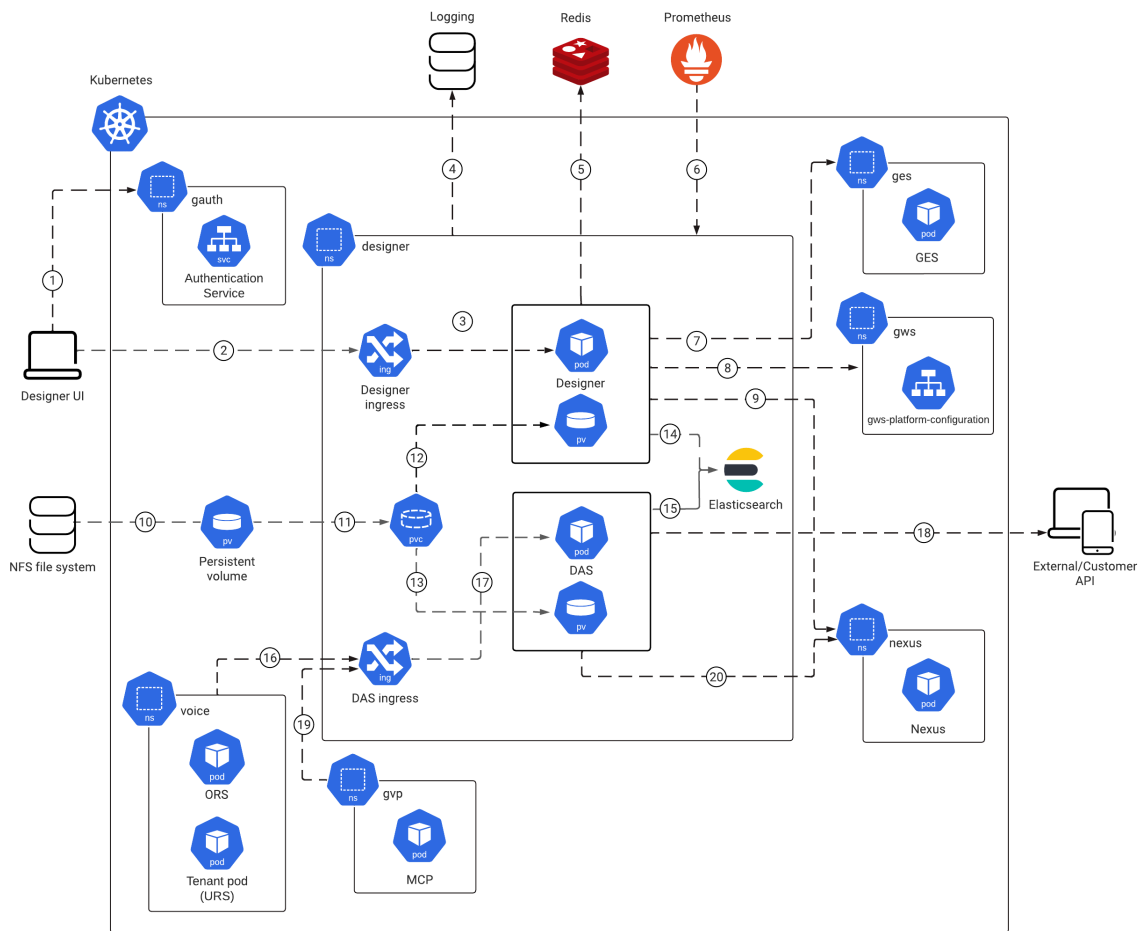 Logging
Redis
Prometheus
Kubernetes
4
5
6
ns
gauth
svc
Authentication
Service
1
ns
designer
ns
ges
pod
GES
2
3
ing
Designer
ingress
pod
Designer
pv
7
8
9
ns
gws
gws-platform-configuration
Designer UI
12
14
15
Elasticsearch
10
pv
Persistent
volume
11
pvc
NFS file system
13
17
pod
DAS
pv
18
External/Customer
API
16
ing
DAS ingress
19
20
ns
nexus
pod
Nexus
ns
voice
pod
ORS
pod
Tenant pod
(URS)
ns
gvp
pod
MCP